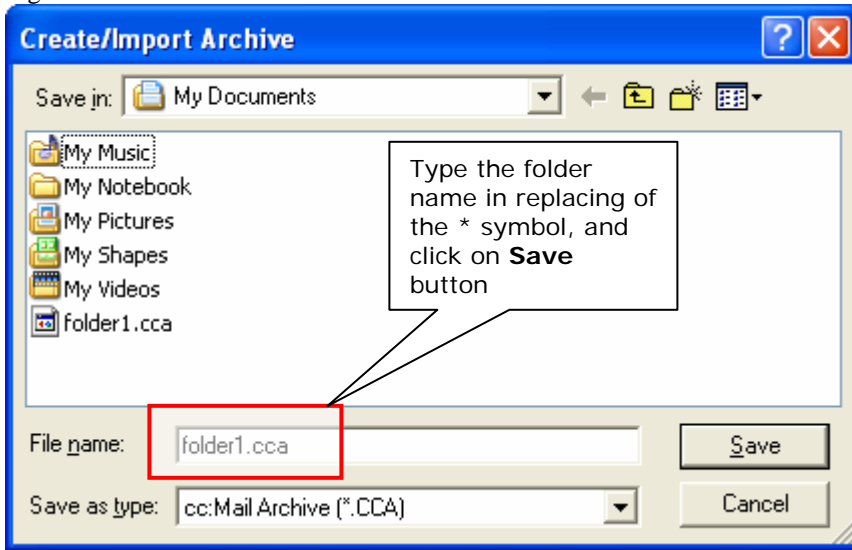 Create/Import Archive
Save in: My Documents
My Music
My Notebook
My Pictures
My Shapes
My Videos
folder1.cca
Type the folder
name in replacing of
the * symbol, and
click on Save
button
File name: folder1.cca
Save
Save as type: cc:Mail Archive (*.CCA)
Cancel